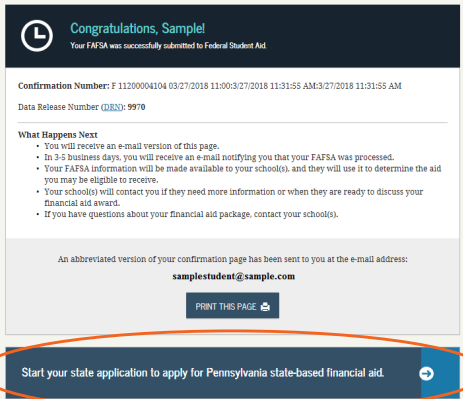 Congratulations, Sample!
Your FAFSA was successfully submitted to Federal Student Aid.
Confirmation Number: F 11200004104 03/27/2018 11:00:3/27/2018 11:31:55 AM:3/27/2018 11:31:55 AM
Data Release Number (DRN): 9970
What Happens Next
• You will receive an e-mail version of this page.
• In 3-5 business days, you will receive an e-mail notifying you that your FAFSA was processed.
• Your FAFSA information will be made available to your school(s), and they will use it to determine the aid
you may be eligible to receive.
• Your school(s) will contact you if they need more information or when they are ready to discuss your
financial aid award.
• If you have questions about your financial aid package, contact your school(s).
An abbreviated version of your confirmation page has been sent to you at the e-mail address:
samplestudent@sample.com
PRINT THIS PAGE
Start your state application to apply for Pennsylvania state-based financial aid.